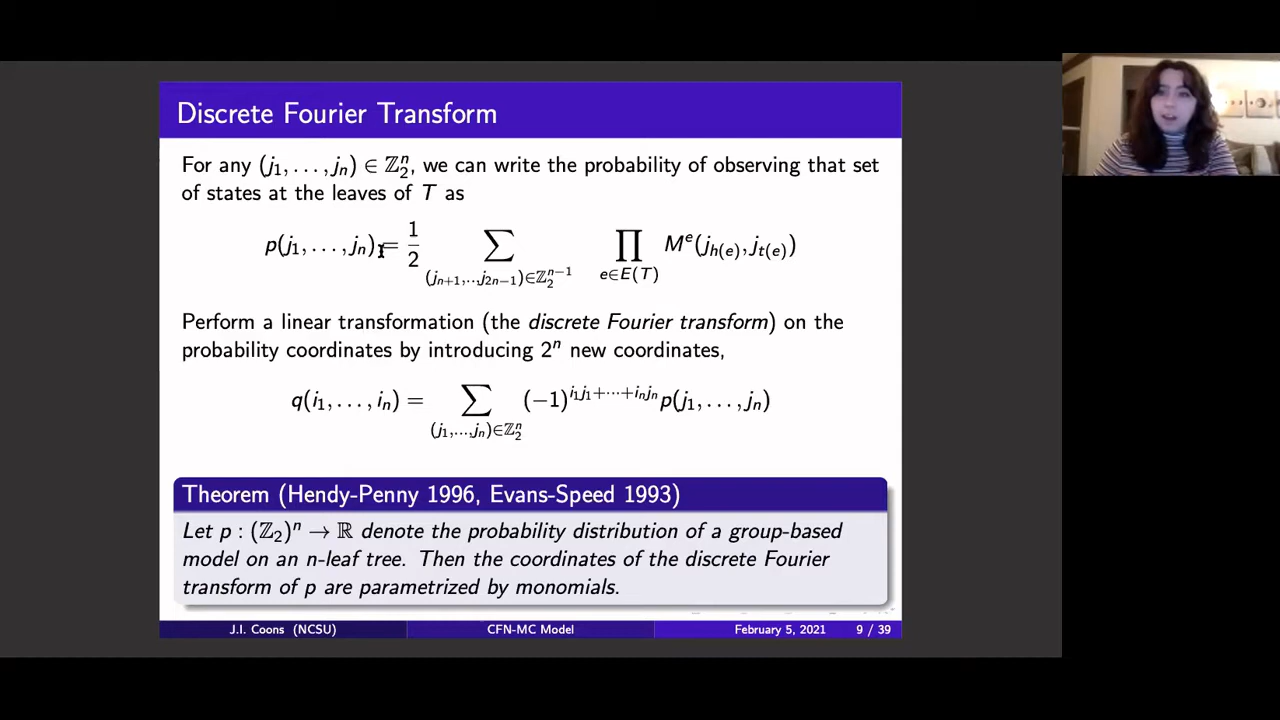 Discrete Fourier Transform
For any (j₁, . . . , jₙ) ∈ ℤ₂ⁿ, we can write the probability of observing that set
of states at the leaves of T as
p(j₁, . . . , jₙ) = 1/2 ∑_{(jₙ₊₁,..,j₂ₙ₋₁)∈ℤ₂ⁿ⁻¹} ∏_{e∈E(T)} Mᵉ(j_{h(e)}, j_{t(e)})
Perform a linear transformation (the discrete Fourier transform) on the
probability coordinates by introducing 2ⁿ new coordinates,
q(i₁, . . . , iₙ) = ∑_{(j₁,...,jₙ)∈ℤ₂ⁿ} (−1)^{i₁j₁+···+iₙjₙ} p(j₁, . . . , jₙ)
Theorem (Hendy-Penny 1996, Evans-Speed 1993)
Let p : (ℤ₂)ⁿ → ℝ denote the probability distribution of a group-based
model on an n-leaf tree. Then the coordinates of the discrete Fourier
transform of p are parametrized by monomials.
J.I. Coons (NCSU) CFN-MC Model February 5, 2021 9 / 39